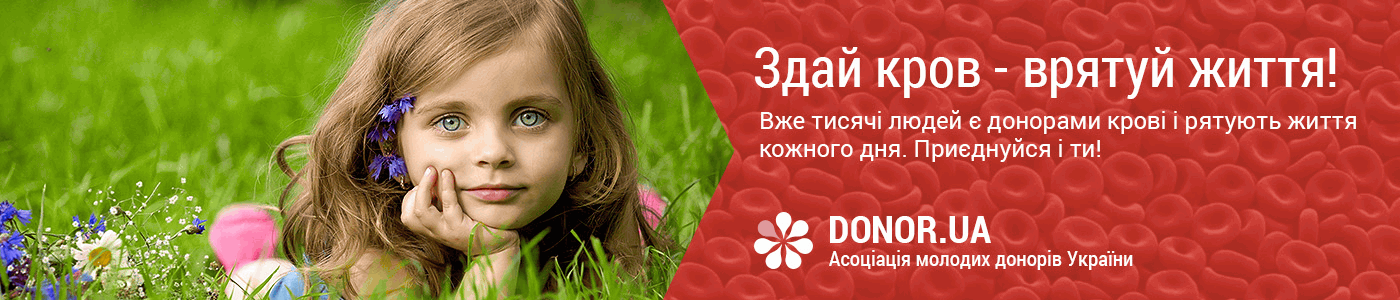 Здай кров - врятуй життя!
Вже тисячі людей є донорами крові і рятують життя
кожного дня. Приєднуйся і ти!
DONOR.UA
Асоціація молодих донорів України